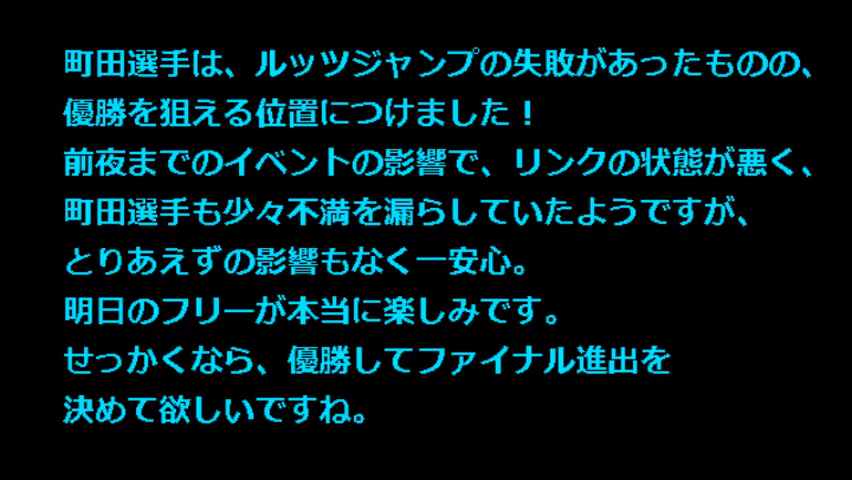 町田選手は、ルッツジャンプの失敗があったものの、
優勝を狙える位置につけました！
前夜までのイベントの影響で、リンクの状態が悪く、
町田選手も少々不満を漏らしていたようですが、
とりあえずの影響もなく一安心。
明日のフリーが本当に楽しみです。
せっかくなら、優勝してファイナル進出を
決めて欲しいですね。